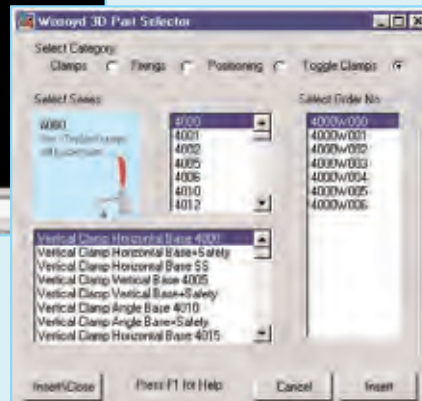 Wixroyd 3D Part Selector
Select Category
Clamps Fixings Positioning Toggle Clamps
Select Series
4000
4000
4001
4002
4005
4006
4010
4012
Select Order No
4000W000
4000W001
4000W002
4000W003
4000W004
4000W005
4000W006
Vertical Clamp Horizontal Base 4000
Vertical Clamp Horizontal Base+Safety
Vertical Clamp Horizontal Base SS
Vertical Clamp Vertical Base 4005
Vertical Clamp Vertical Base+Safety
Vertical Clamp Angle Base 4010
Vertical Clamp Angle Base+Safety
Vertical Clamp Horizontal Base 4015
Insert\Close Press F1 for Help Cancel Insert